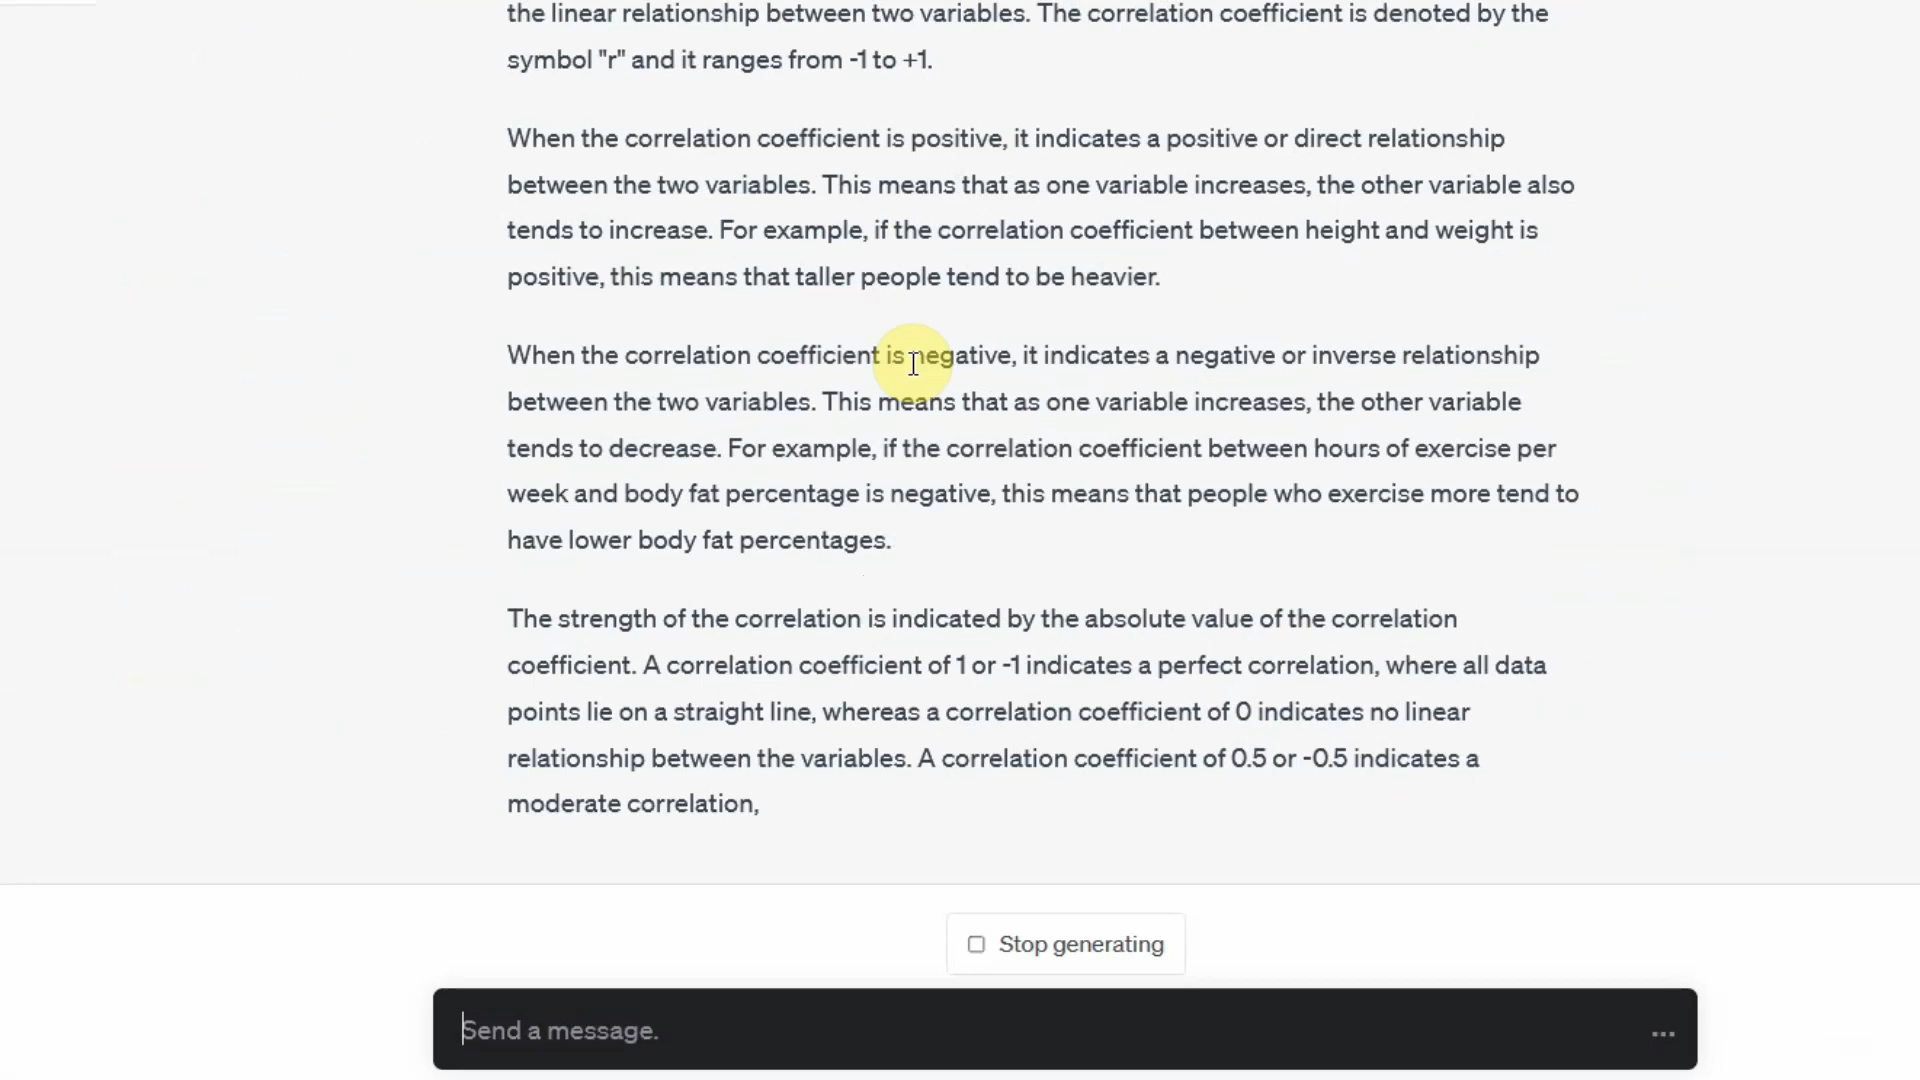 the linear relationship between two variables. The correlation coefficient is denoted by the
symbol "r" and it ranges from -1 to +1.
When the correlation coefficient is positive, it indicates a positive or direct relationship
between the two variables. This means that as one variable increases, the other variable also
tends to increase. For example, if the correlation coefficient between height and weight is
positive, this means that taller people tend to be heavier.
When the correlation coefficient is negative, it indicates a negative or inverse relationship
between the two variables. This means that as one variable increases, the other variable
tends to decrease. For example, if the correlation coefficient between hours of exercise per
week and body fat percentage is negative, this means that people who exercise more tend to
have lower body fat percentages.
The strength of the correlation is indicated by the absolute value of the correlation
coefficient. A correlation coefficient of 1 or -1 indicates a perfect correlation, where all data
points lie on a straight line, whereas a correlation coefficient of 0 indicates no linear
relationship between the variables. A correlation coefficient of 0.5 or -0.5 indicates a
moderate correlation,
Stop generating
Send a message.